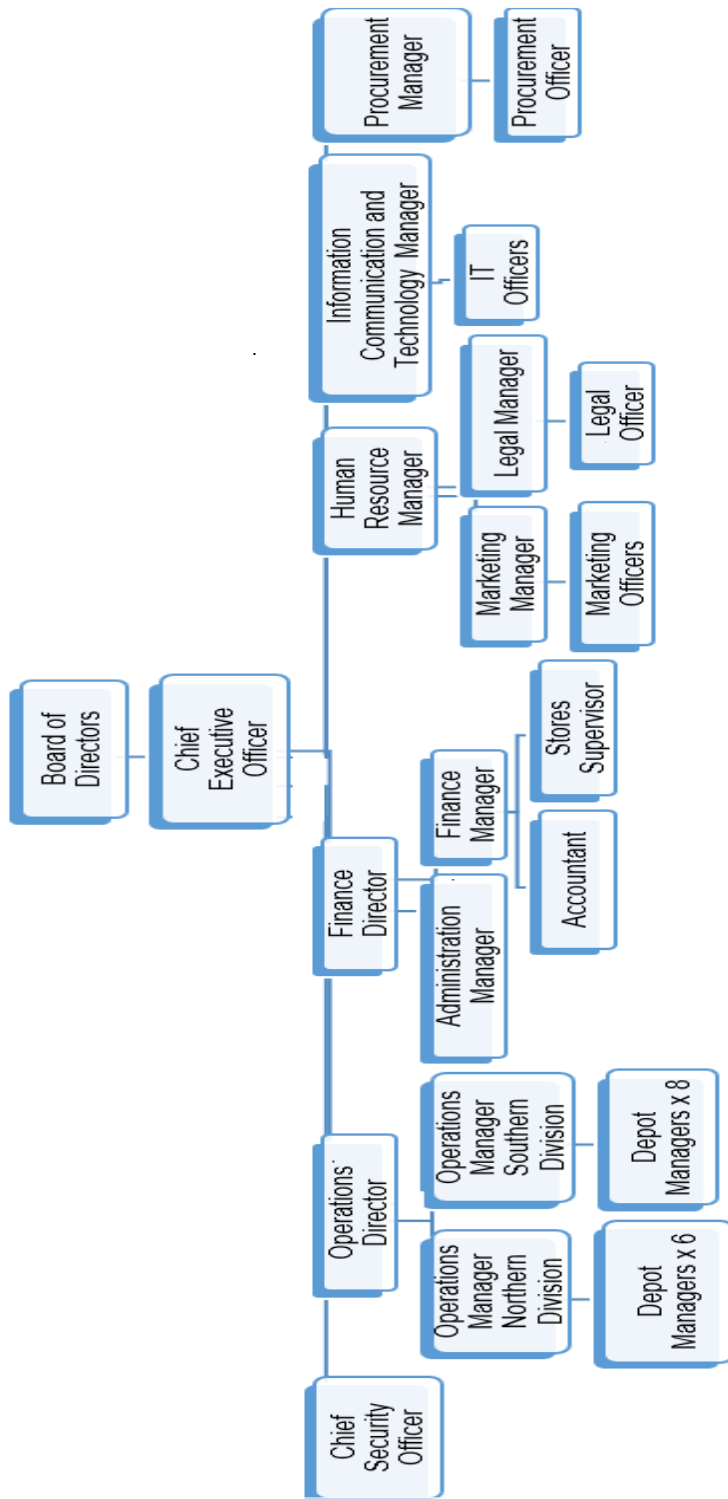 Board of
Directors
Chief
Executive
Officer
Chief
Security
Officer
Operations
Director
Finance
Director
Human
Resource
Manager
Information
Communication and
Technology Manager
Procurement
Manager
Operations
Manager
Northern
Division
Operations
Manager
Southern
Division
Administration
Manager
Finance
Manager
Marketing
Manager
Legal Manager
IT
Officers
Procurement
Officer
Depot
Managers x 6
Depot
Managers x 8
Accountant
Stores
Supervisor
Marketing
Officers
Legal
Officer